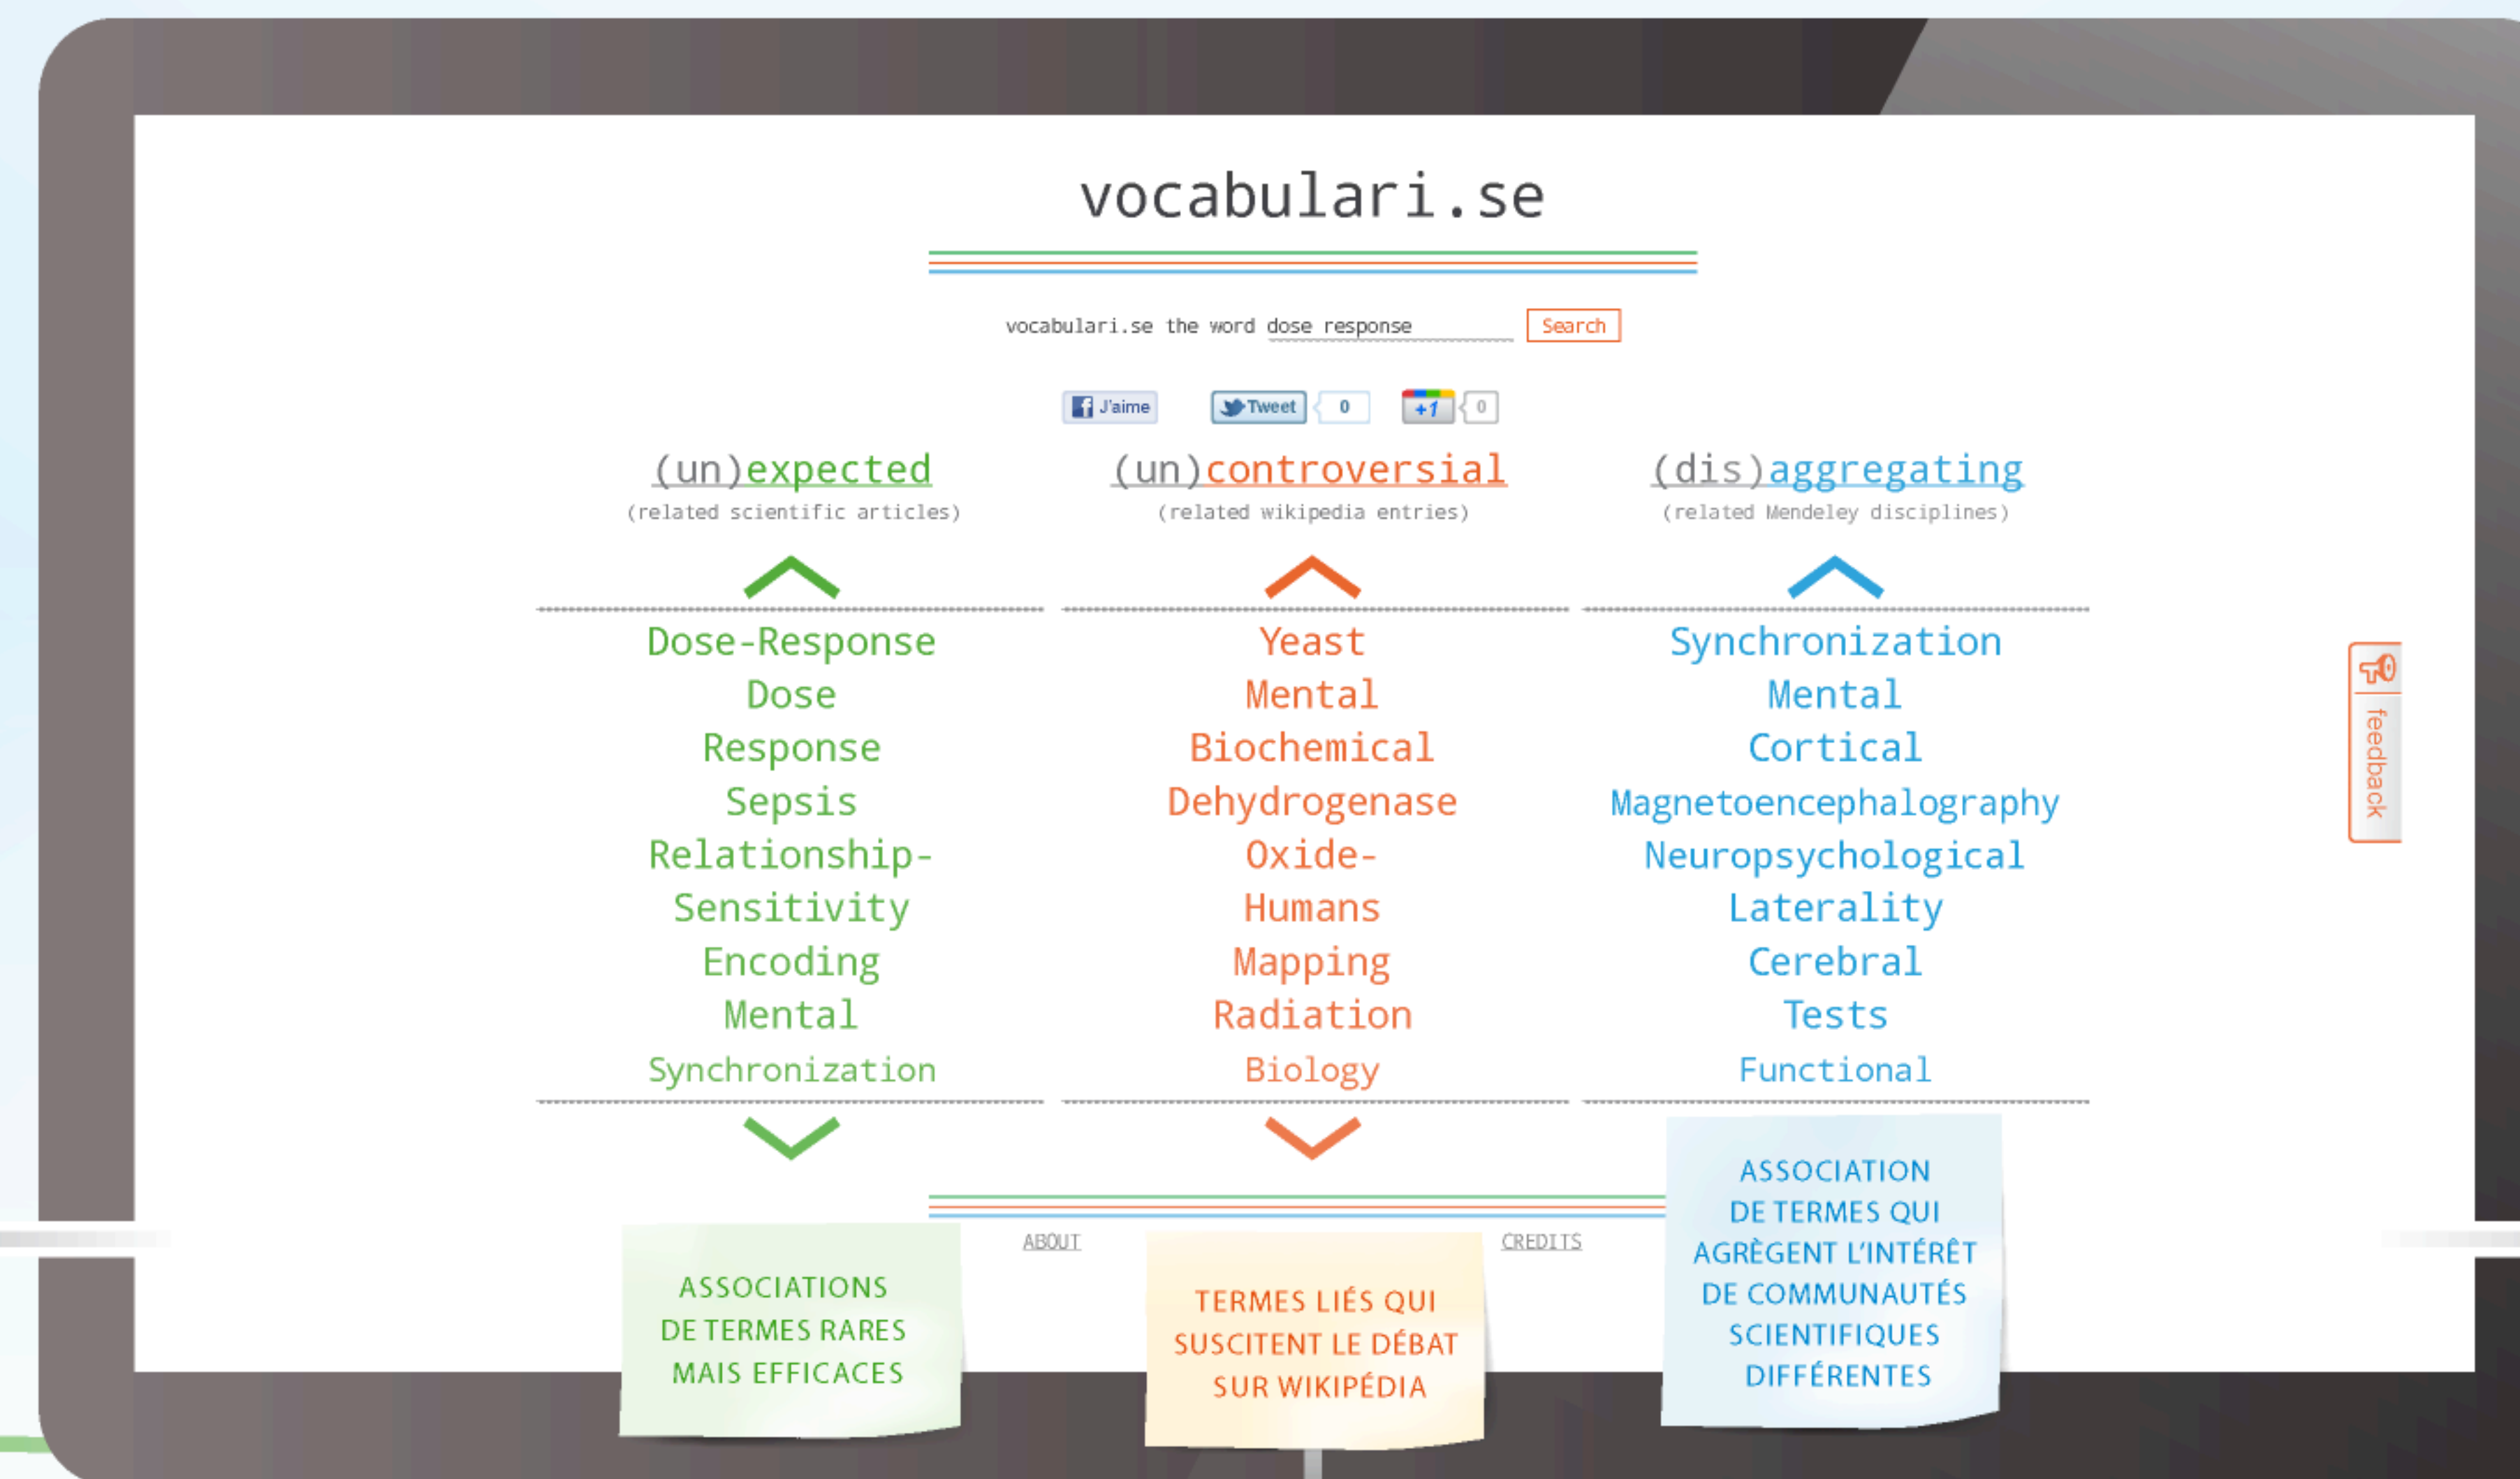 vocabulari.se
vocabulari.se the word dose response Search
J'aime Tweet 0 +1 0
(un)expected
(related scientific articles)
Dose-Response
Dose
Response
Sepsis
Relationship-
Sensitivity
Encoding
Mental
Synchronization
(un)controversial
(related wikipedia entries)
Yeast
Mental
Biochemical
Dehydrogenase
Oxide-
Humans
Mapping
Radiation
Biology
(dis)aggregating
(related Mendeley disciplines)
Synchronization
Mental
Cortical
Magnetoencephalography
Neuropsychological
Laterality
Cerebral
Tests
Functional
feedback
ABOUT
CREDITS
ASSOCIATIONS
DE TERMES RARES
MAIS EFFICACES
TERMES LIÉS QUI
SUSCITENT LE DÉBAT
SUR WIKIPÉDIA
ASSOCIATION
DE TERMES QUI
AGRÈGENT L'INTÉRÊT
DE COMMUNAUTÉS
SCIENTIFIQUES
DIFFÉRENTES